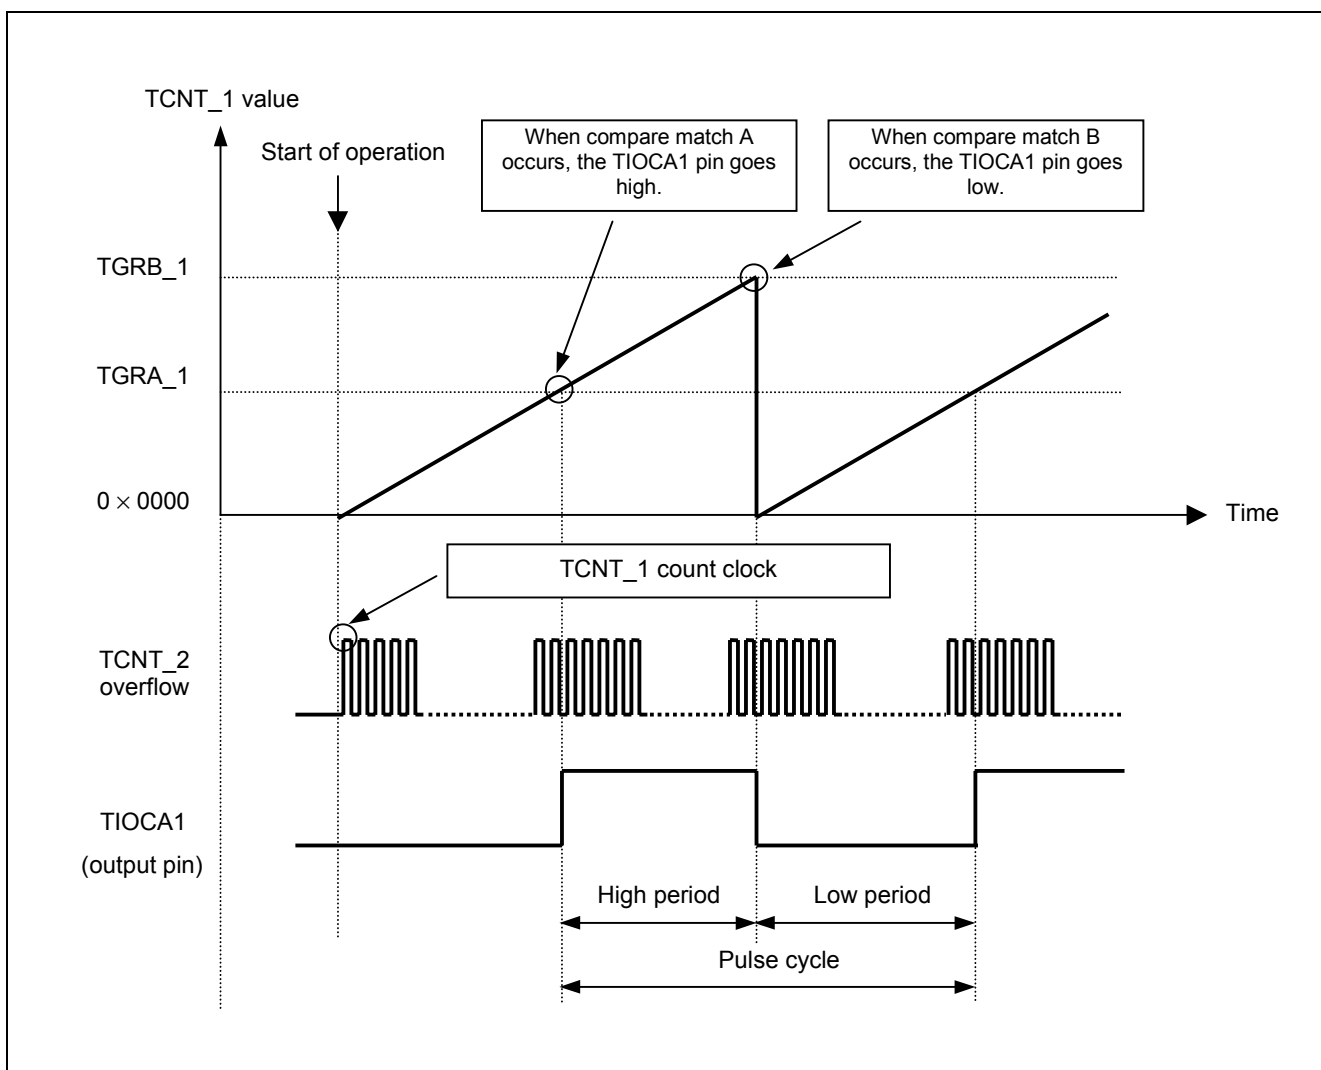 TCNT_1 value
Start of operation
When compare match A
occurs, the TIOCA1 pin goes
high.
When compare match B
occurs, the TIOCA1 pin goes
low.
TGRB_1
TGRA_1
0 × 0000
Time
TCNT_1 count clock
TCNT_2
overflow
TIOCA1
(output pin)
High period
Low period
Pulse cycle